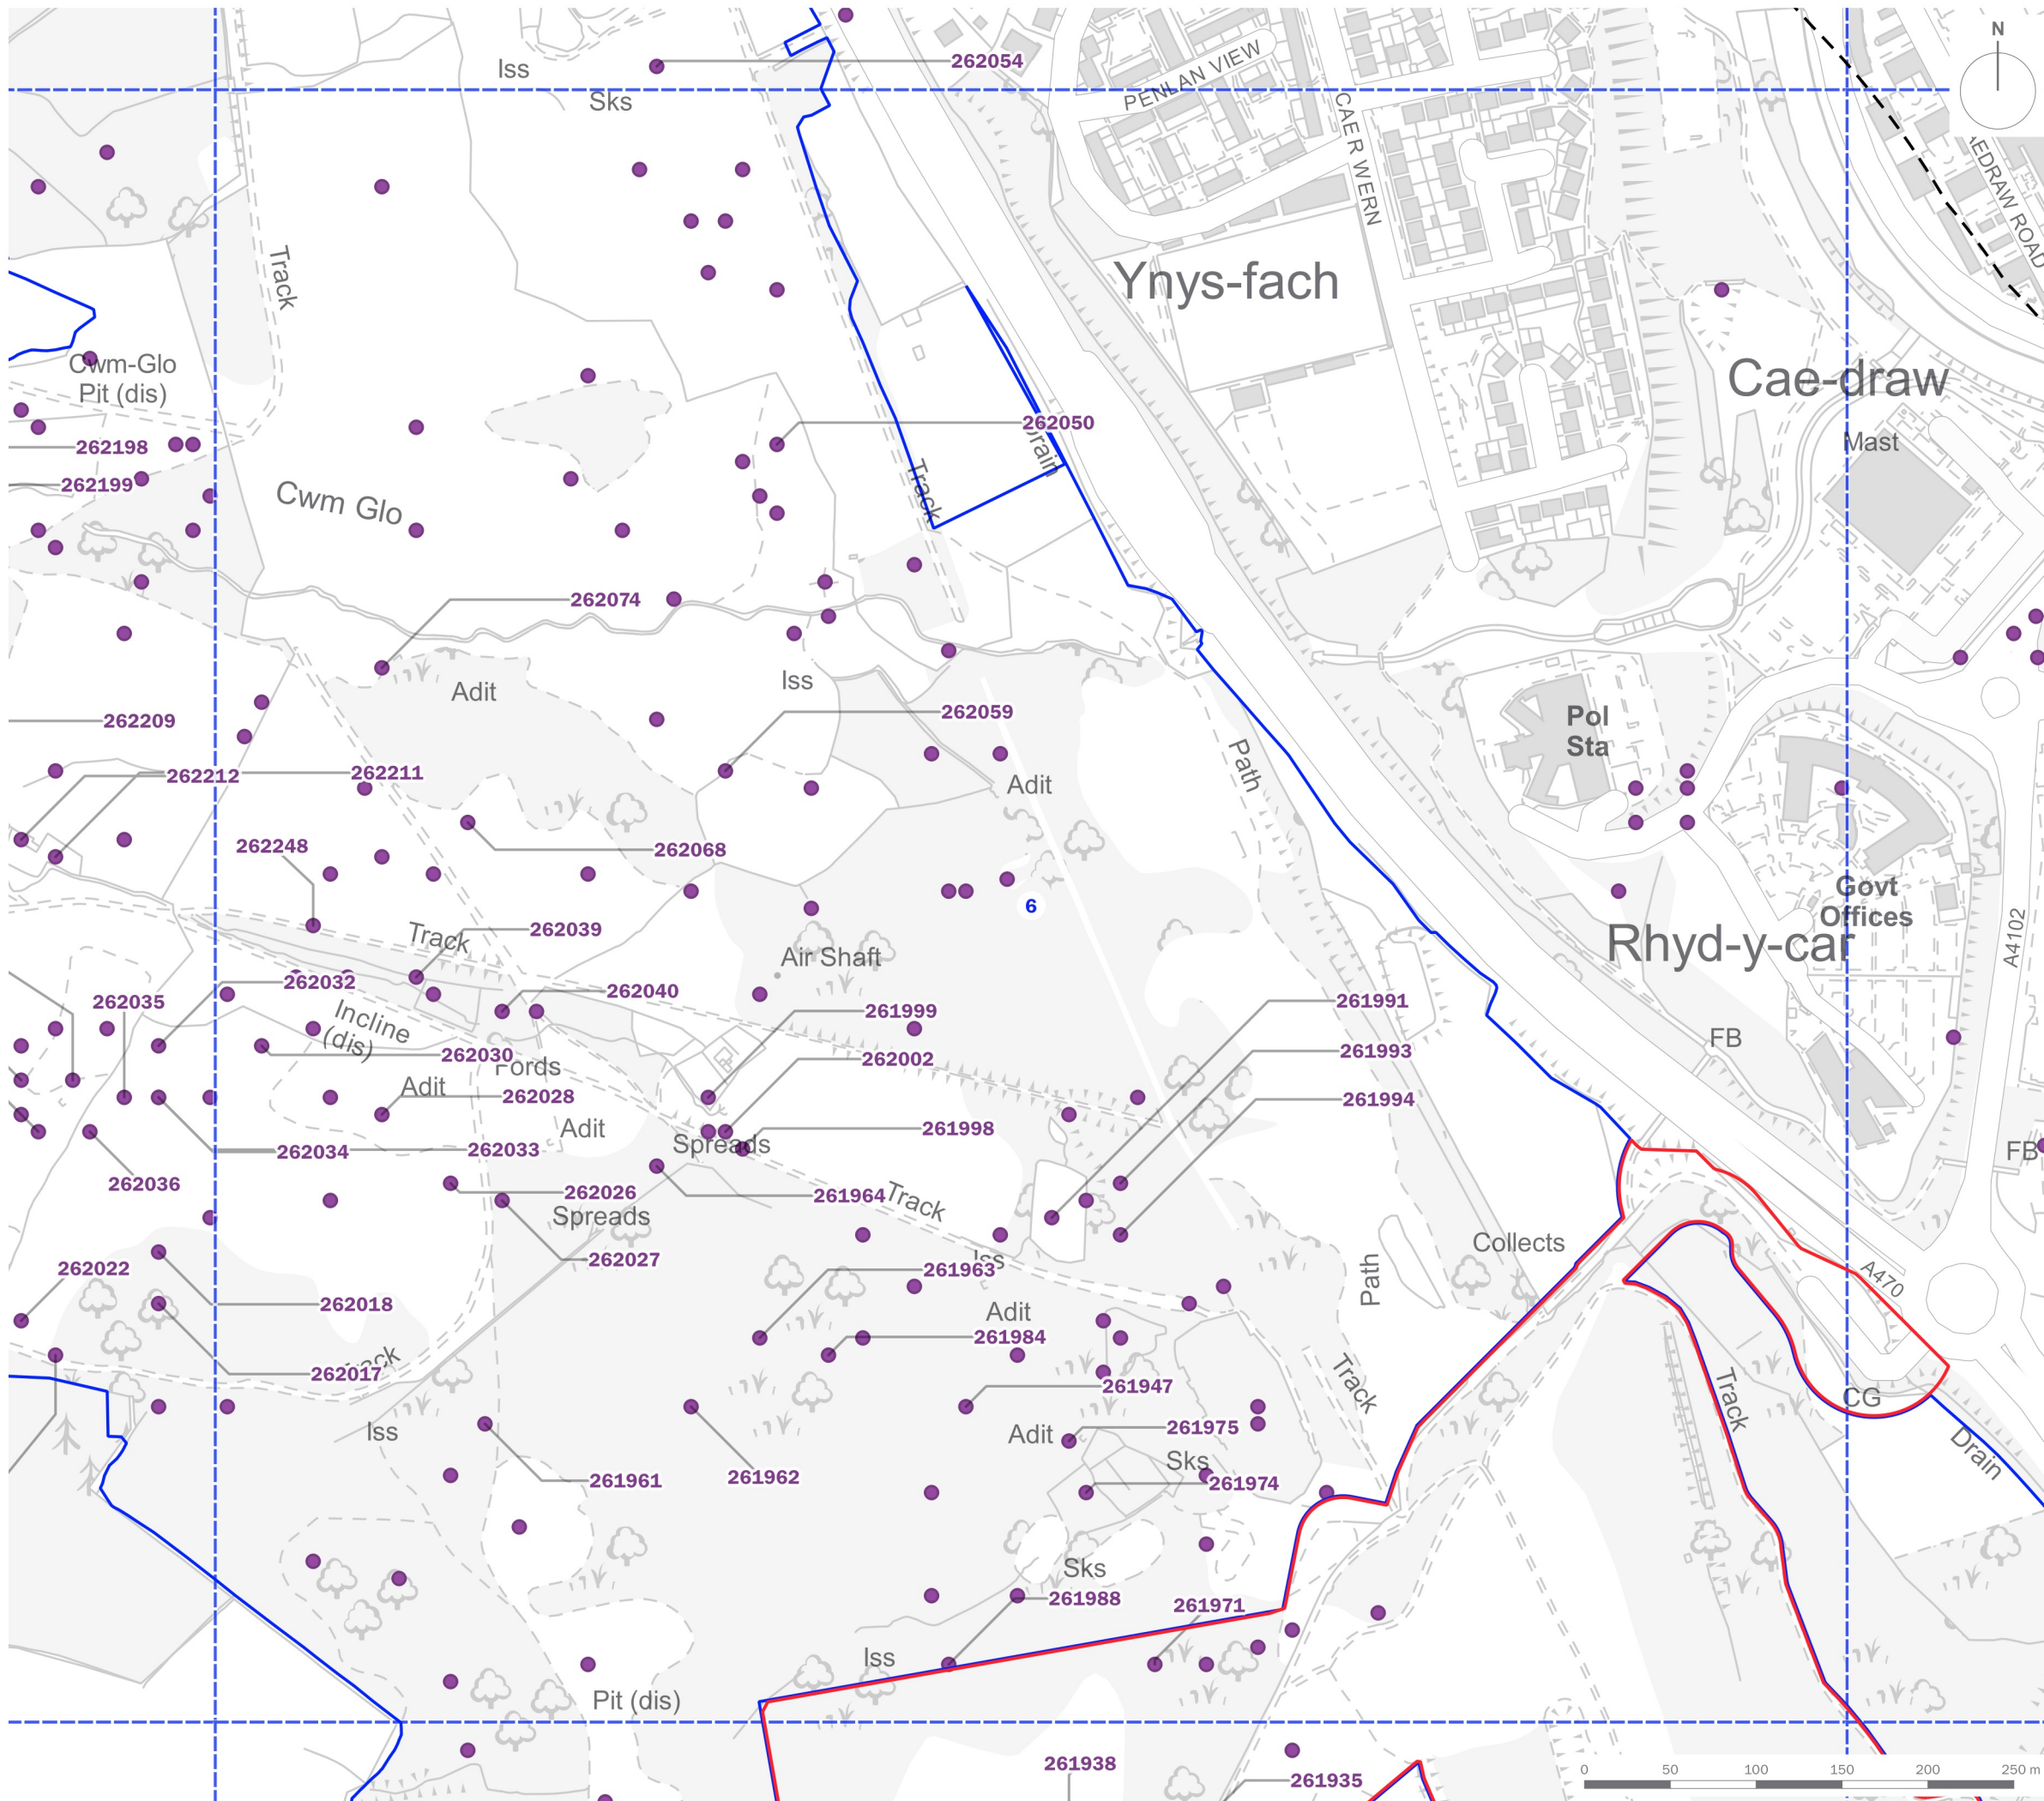 N
Iss
262054
Sks
PENLAN VIEW
CAER WERN
Track
Ynys-fach
Cwm-Glo
Pit (dis)
Cae-draw
262050
262198
Mast
262199
Cwm Glo
Track
262074
Iss
Adit
262059
262209
Pol
Sta
Path
262212
262211
Adit
262248
262068
6
Govt
Offices
262039
Track
Rhyd-y-car
A4102
Air Shaft
262032
262040
262035
261991
261999
Incline
(dis)
FB
262030
262002
261993
Fords
Adit
262028
261994
Adit
261998
Spreads
FB
262034
262033
262036
262026
261964
Track
Spreads
Collects
262027
Iss
262022
261963
Path
A470
262018
Adit
261984
262017
Track
Track
261947
CG
Iss
Adit
261975
Drain
Sks
261961
261962
261974
Sks
261988
261971
Iss
Pit (dis)
261938
261935
0 50 100 150 200 250 m